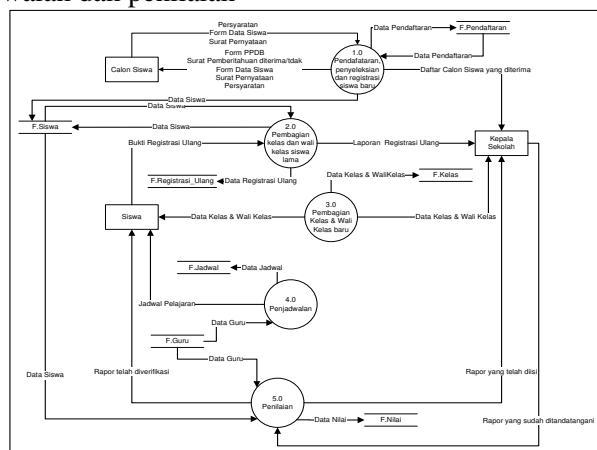 walan dan penilaian
Persyaratan
Form Data Siswa
Surat Pernyataan
Data Pendaftaran
F.Pendaftaran
Calon Siswa
Form PPDB
Surat Pemberitahuan diterima/tdak
Form Data Siswa
Surat Pernyataan
Persyaratan
1.0
Pendafataran,
penyeleksian
dan registrasi
siswa baru
Data Pendaftaran
Daftar Calon Siswa yang diterima
Data Siswa
Data Siswa
F.Siswa
Data Siswa
Bukti Registrasi Ulang
2.0
Pembagian
kelas dan wali
kelas siswa
lama
Laporan Registrasi Ulang
Kepala
Sekolah
F.Registrasi_Ulang
Data Registrasi Ulang
Data Kelas & WaliKelas
F.Kelas
Siswa
Data Kelas & Wali Kelas
3.0
Pembagian
Kelas & Wali
Kelas baru
Data Kelas & Wali Kelas
F.Jadwal
Data Jadwal
Jadwal Pelajaran
4.0
Penjadwalan
Data Guru
F.Guru
Data Guru
Data Siswa
Rapor telah diverifikasi
Rapor yang telah diisi
5.0
Penilaian
Data Nilai
F.Nilai
Rapor yang sudah ditandatangani